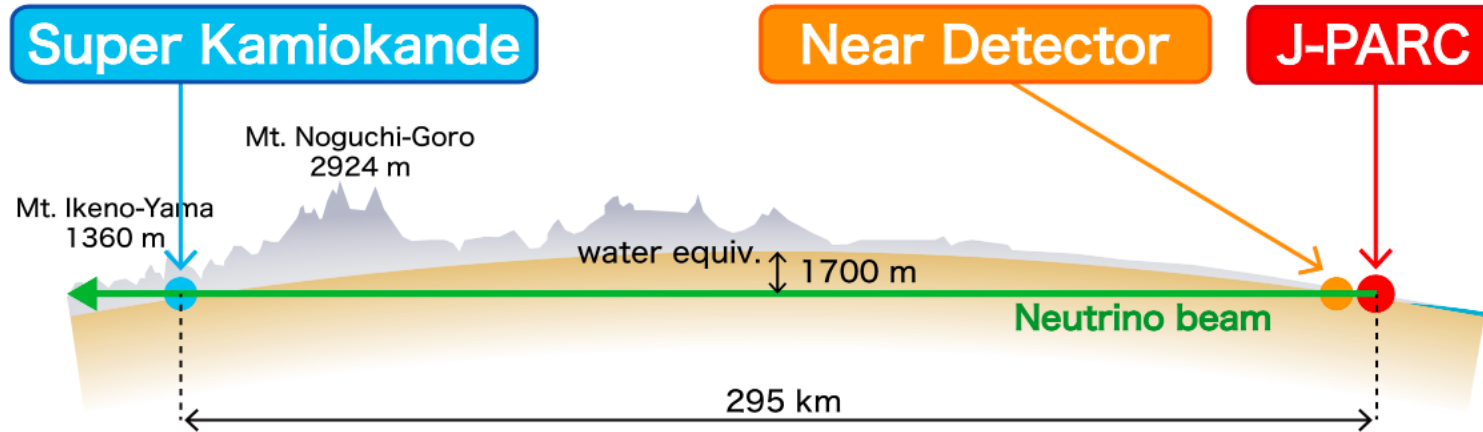 Super Kamiokande
Near Detector
J-PARC
Mt. Noguchi-Goro
2924 m
Mt. Ikeno-Yama
1360 m
water equiv.
1700 m
Neutrino beam
295 km